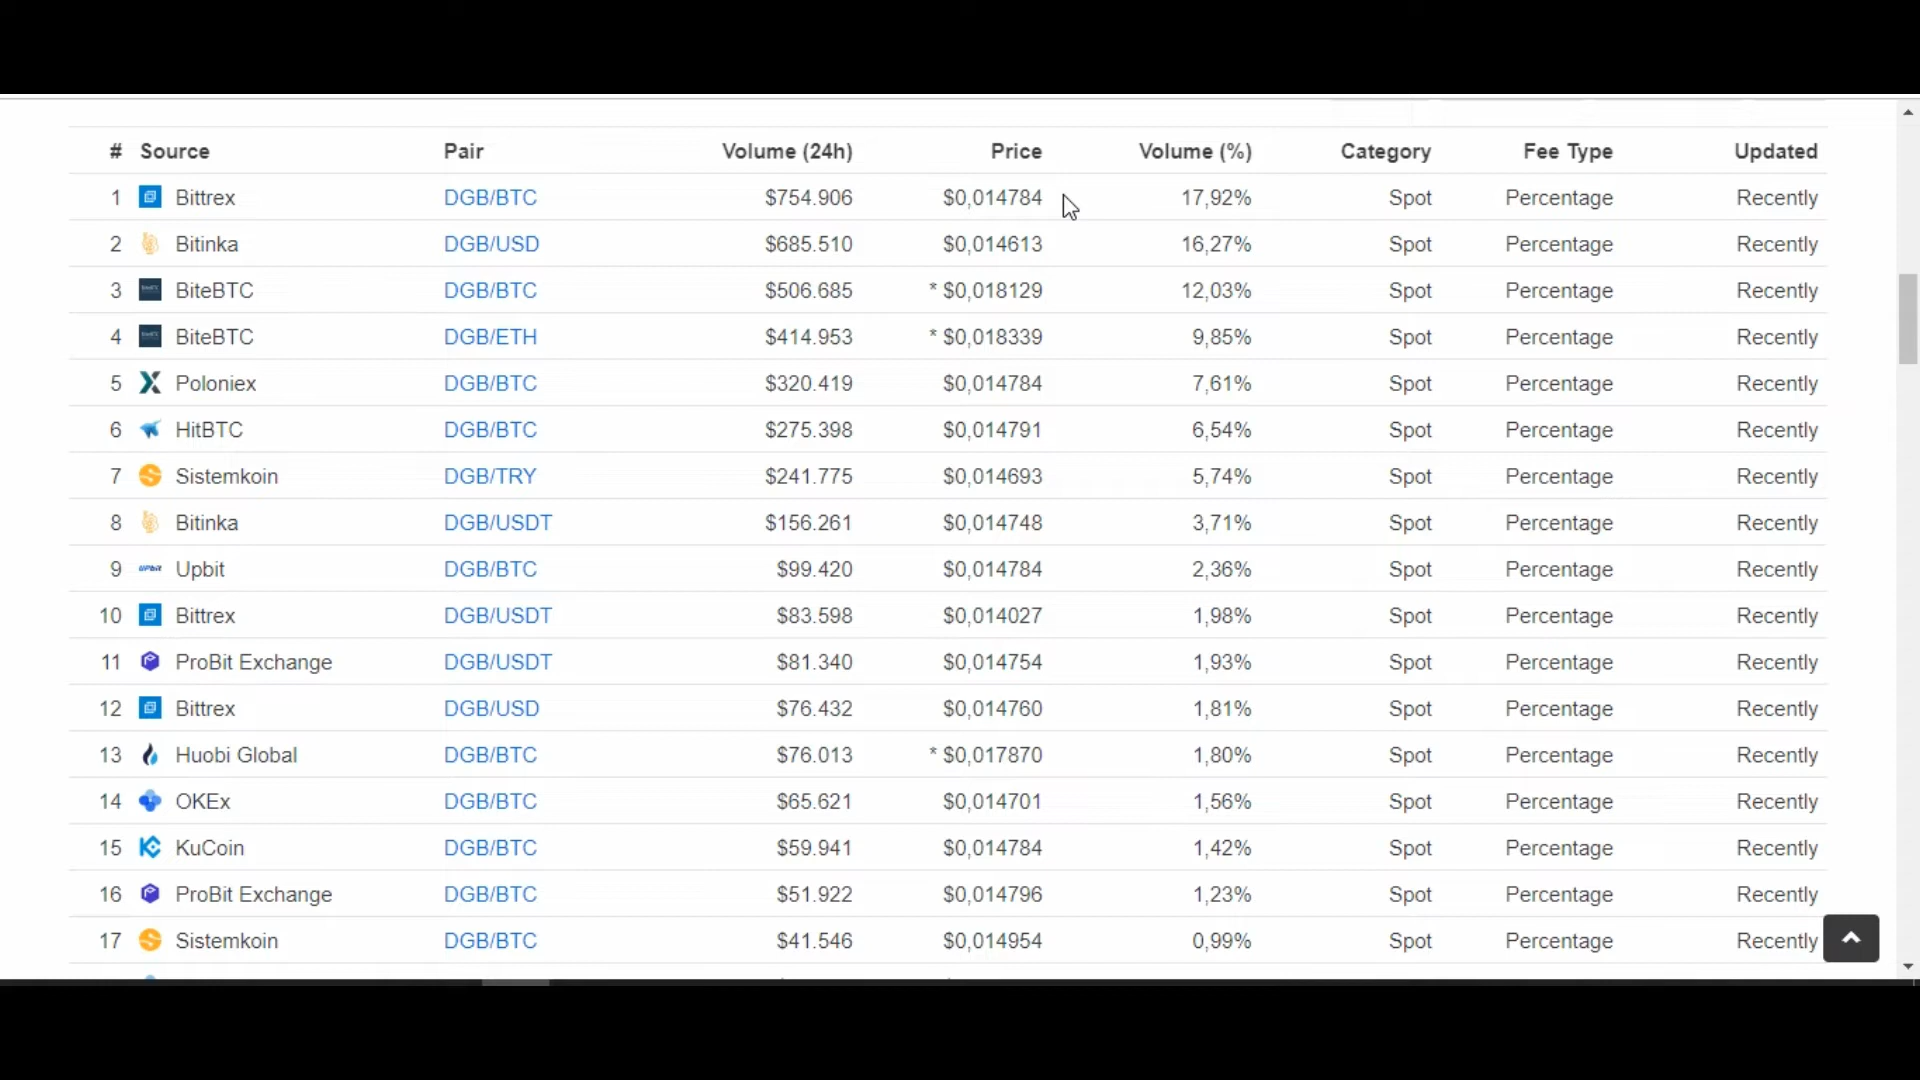 # Source Pair Volume (24h) Price Volume (%) Category Fee Type Updated
1 Bittrex DGB/BTC $754.906 $0,014784 17,92% Spot Percentage Recently
2 Bitinka DGB/USD $685.510 $0,014613 16,27% Spot Percentage Recently
3 BiteBTC DGB/BTC $506.685 * $0,018129 12,03% Spot Percentage Recently
4 BiteBTC DGB/ETH $414.953 * $0,018339 9,85% Spot Percentage Recently
5 Poloniex DGB/BTC $320.419 $0,014784 7,61% Spot Percentage Recently
6 HitBTC DGB/BTC $275.398 $0,014791 6,54% Spot Percentage Recently
7 Sistemkoin DGB/TRY $241.775 $0,014693 5,74% Spot Percentage Recently
8 Bitinka DGB/USDT $156.261 $0,014748 3,71% Spot Percentage Recently
9 UPbit Upbit DGB/BTC $99.420 $0,014784 2,36% Spot Percentage Recently
10 Bittrex DGB/USDT $83.598 $0,014027 1,98% Spot Percentage Recently
11 ProBit Exchange DGB/USDT $81.340 $0,014754 1,93% Spot Percentage Recently
12 Bittrex DGB/USD $76.432 $0,014760 1,81% Spot Percentage Recently
13 Huobi Global DGB/BTC $76.013 * $0,017870 1,80% Spot Percentage Recently
14 OKEx DGB/BTC $65.621 $0,014701 1,56% Spot Percentage Recently
15 KuCoin DGB/BTC $59.941 $0,014784 1,42% Spot Percentage Recently
16 ProBit Exchange DGB/BTC $51.922 $0,014796 1,23% Spot Percentage Recently
17 Sistemkoin DGB/BTC $41.546 $0,014954 0,99% Spot Percentage Recently